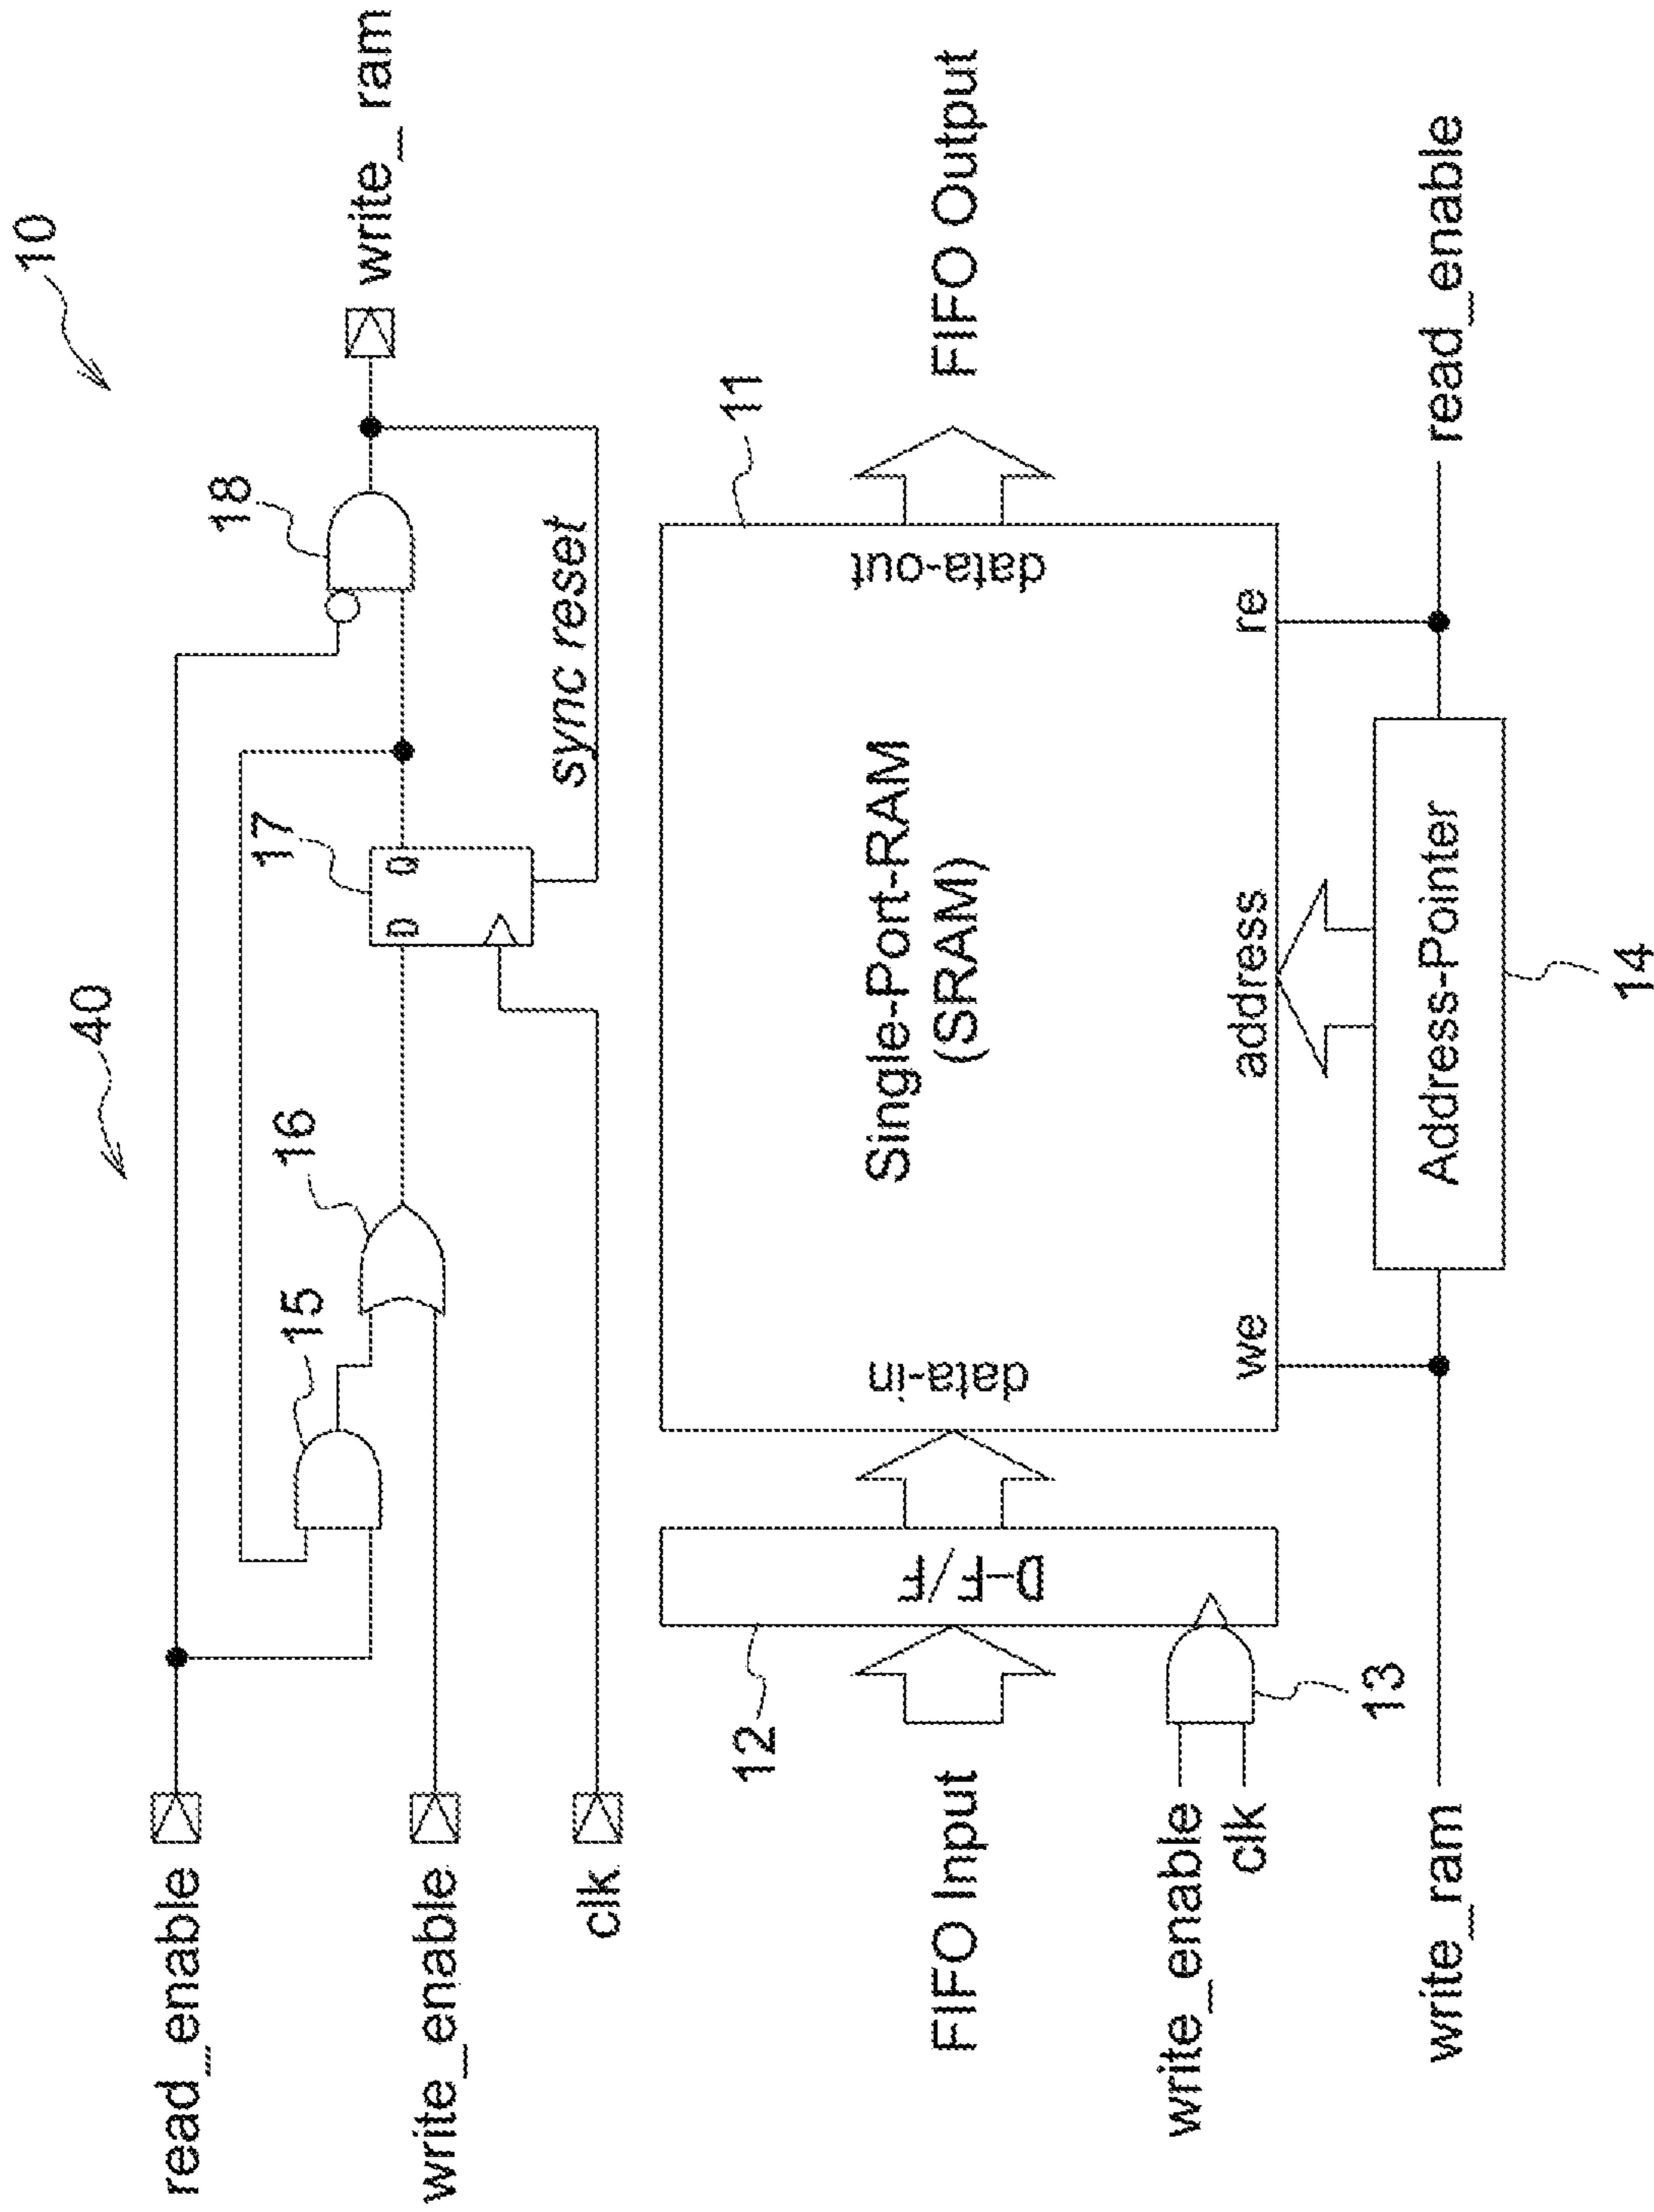 10
40
read_enable
write_enable
clk
15
16
17
D Q
18
sync reset
write_ram
FIFO Input
12
D-F/F
write_enable
clk
13
data-in
Single-Port-RAM
(SRAM)
data-out
11
FIFO Output
we
address
re
write_ram
Address-Pointer
14
read_enable